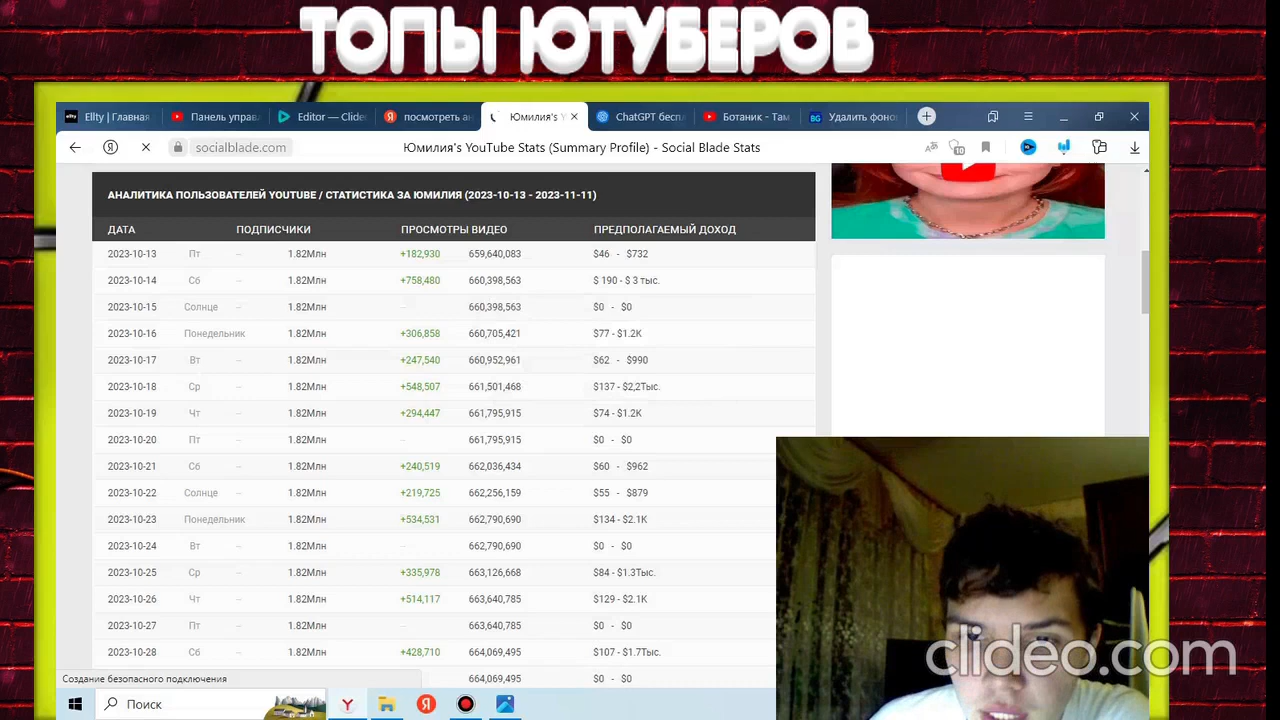 ТОПЫ ЮТУБЕРОВ
Ellty | Главная Панель управ Editor — Clide посмотреть ан Юмилия's Y ChatGPT бесп Ботаник - Там Удалить фоно
socialblade.com Юмилия's YouTube Stats (Summary Profile) - Social Blade Stats 10
АНАЛИТИКА ПОЛЬЗОВАТЕЛЕЙ YOUTUBE / СТАТИСТИКА ЗА ЮМИЛИЯ (2023-10-13 - 2023-11-11)
ДАТА ПОДПИСЧИКИ ПРОСМОТРЫ ВИДЕО ПРЕДПОЛАГАЕМЫЙ ДОХОД
2023-10-13 Пт -- 1.82Млн +182,930 659,640,083 $46 - $732
2023-10-14 Сб -- 1.82Млн +758,480 660,398,563 $ 190 - $ 3 тыс.
2023-10-15 Солнце -- 1.82Млн -- 660,398,563 $0 - $0
2023-10-16 Понедельник -- 1.82Млн +306,858 660,705,421 $77 - $1.2K
2023-10-17 Вт -- 1.82Млн +247,540 660,952,961 $62 - $990
2023-10-18 Ср -- 1.82Млн +548,507 661,501,468 $137 - $2,2Тыс.
2023-10-19 Чт -- 1.82Млн +294,447 661,795,915 $74 - $1.2K
2023-10-20 Пт -- 1.82Млн -- 661,795,915 $0 - $0
2023-10-21 Сб -- 1.82Млн +240,519 662,036,434 $60 - $962
2023-10-22 Солнце -- 1.82Млн +219,725 662,256,159 $55 - $879
2023-10-23 Понедельник -- 1.82Млн +534,531 662,790,690 $134 - $2.1K
2023-10-24 Вт -- 1.82Млн -- 662,790,690 $0 - $0
2023-10-25 Ср -- 1.82Млн +335,978 663,126,668 $84 - $1.3Тыс.
2023-10-26 Чт -- 1.82Млн +514,117 663,640,785 $129 - $2.1K
2023-10-27 Пт -- 1.82Млн -- 663,640,785 $0 - $0
2023-10-28 Сб -- 1.82Млн +428,710 664,069,495 $107 - $1.7Тыс.
664,069,495 $0 - $0
Создание безопасного подключения
Поиск
clideo.com